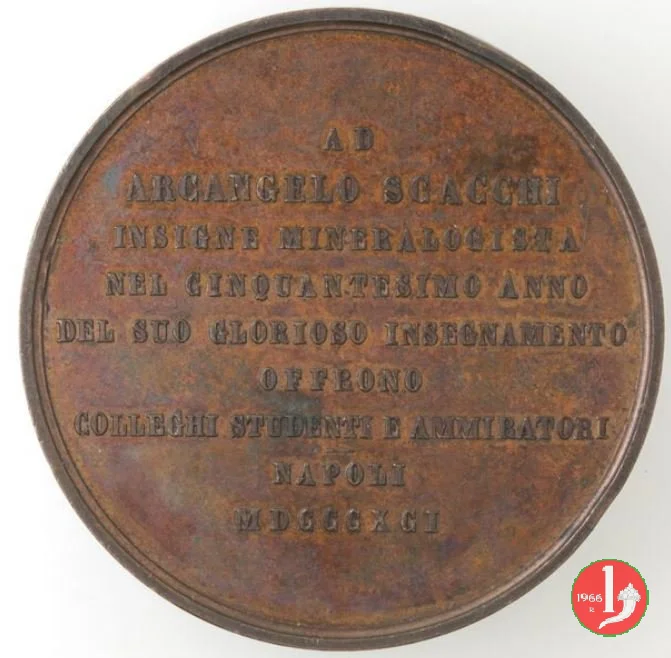 AD
ARCANGELO SCACCHI
INSIGNE MINERALOGISTA
NEL CINQUANTESIMO ANNO
DEL SUO GLORIOSO INSEGNAMENTO
OFFRONO
COLLEGHI STUDENTI E AMMIRATORI
NAPOLI
MDCCCXCI
1966
R